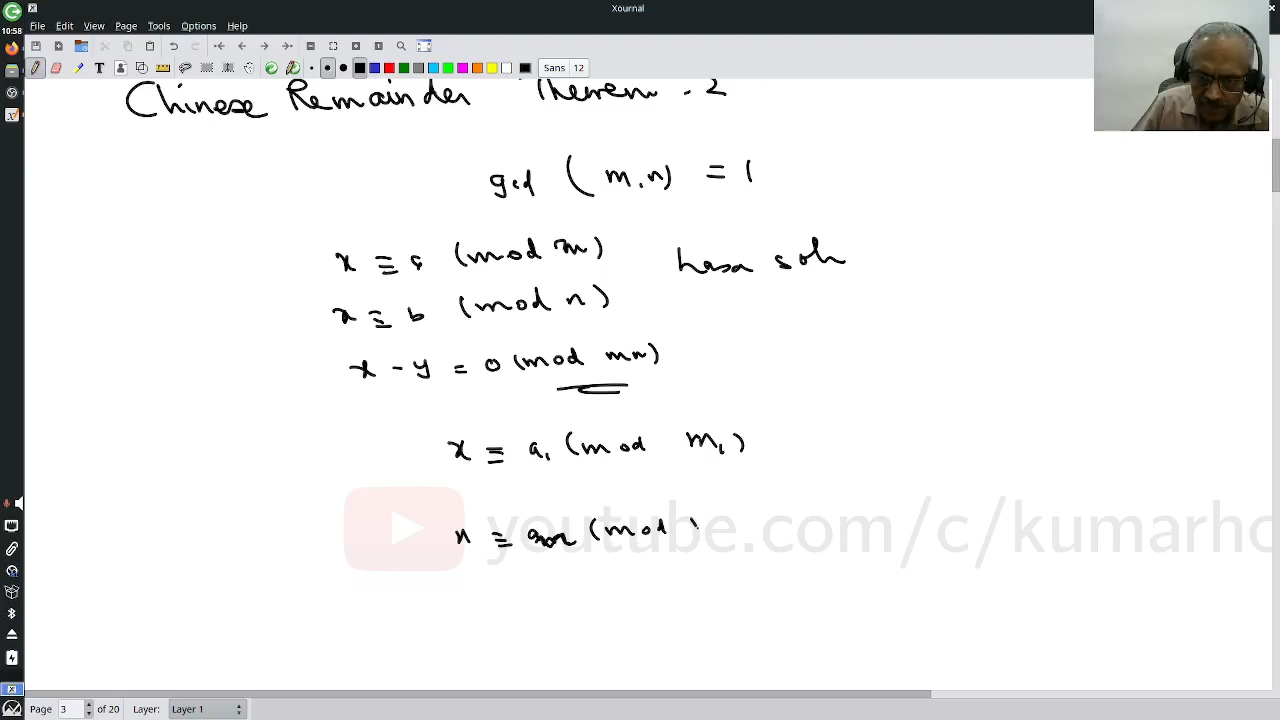 Xournal
10:58
File Edit View Page Tools Options Help
Sans 12
Chinese Remainder Theorem . 2
gcd ( m, n) = 1
x ≡ a (mod m) has a soln
x ≡ b (mod n)
x - y = 0 (mod mn)
x ≡ a₁ (mod m₁)
x ≡ (mod
youtube.com/c/kumarho
Page 3 of 20 Layer: Layer 1